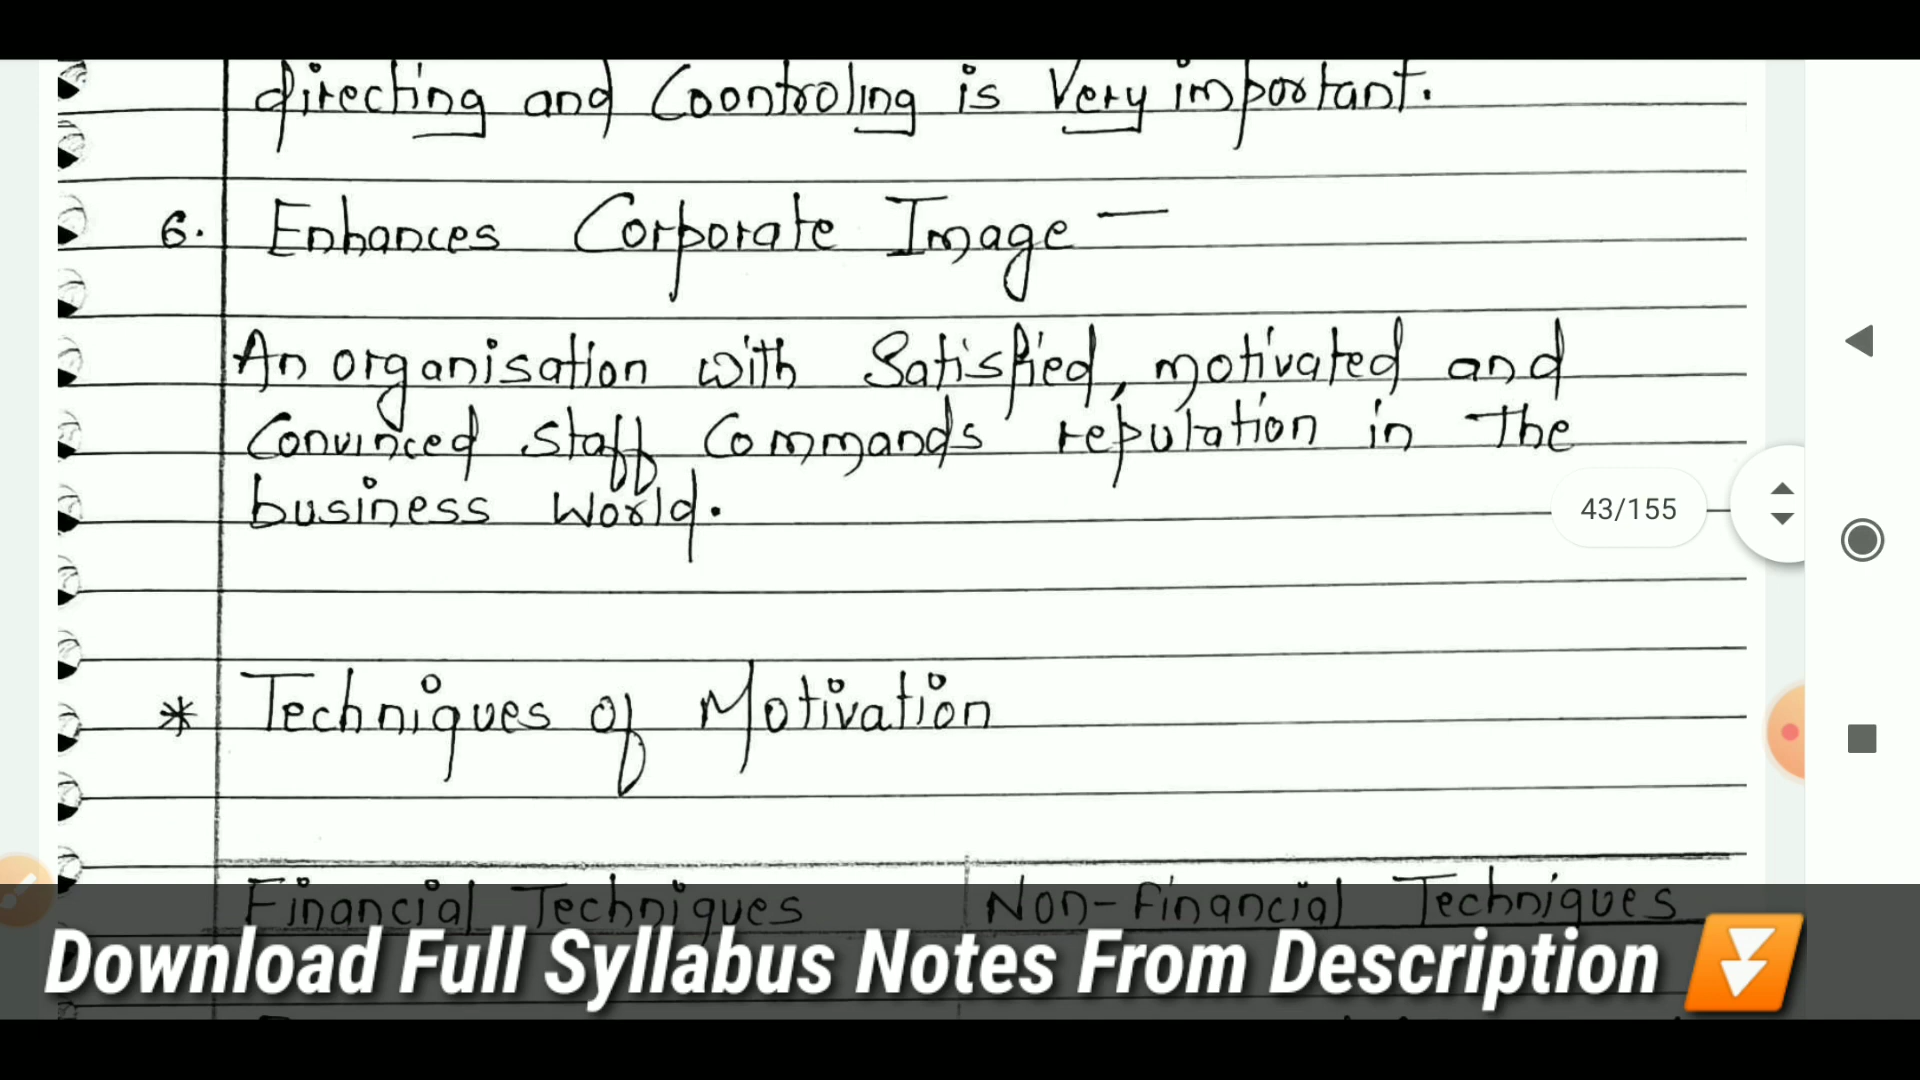 directing and Coontroling is Very important.
6. Enhances Corporate Image –
An organisation with Satisfied, motivated and
Convinced staff Commands reputation in The
business World.
43/155
* Techniques of Motivation
Financial Techniques Non-Financial Techniques
Download Full Syllabus Notes From Description